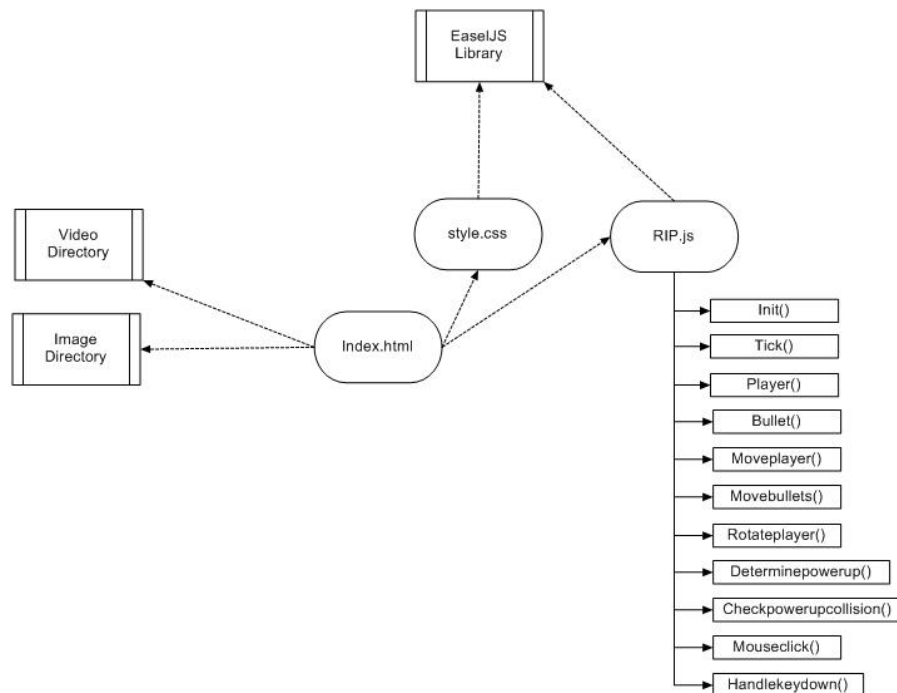 EaselJS
Library
Video
Directory
style.css
RIP.js
Image
Directory
Index.html
Init()
Tick()
Player()
Bullet()
Moveplayer()
Movebullets()
Rotateplayer()
Determinepowerup()
Checkpowerupcollision()
Mouseclick()
Handlekeydown()